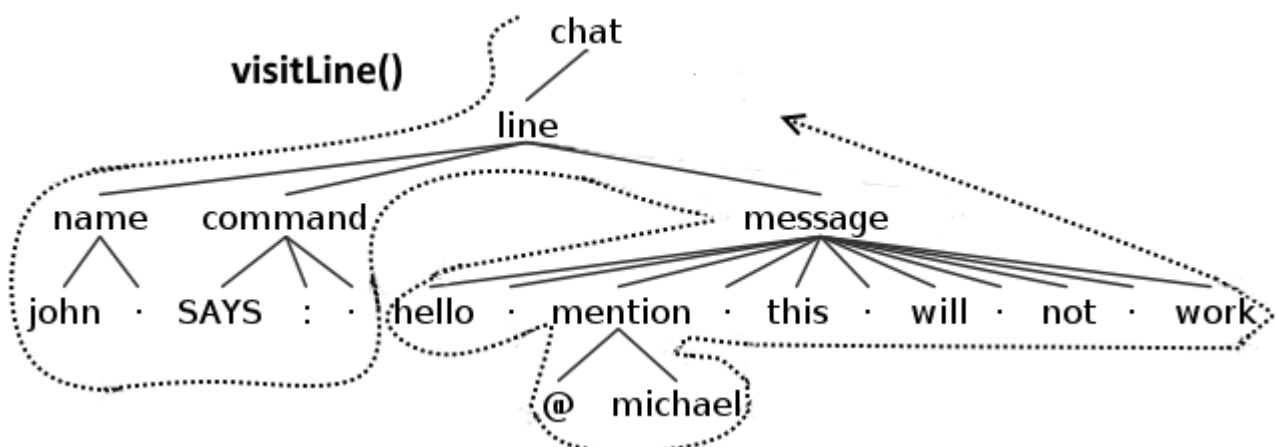 chat
visitLine()
line
name command message
john · SAYS : · hello · mention · this · will · not · work
@ michael